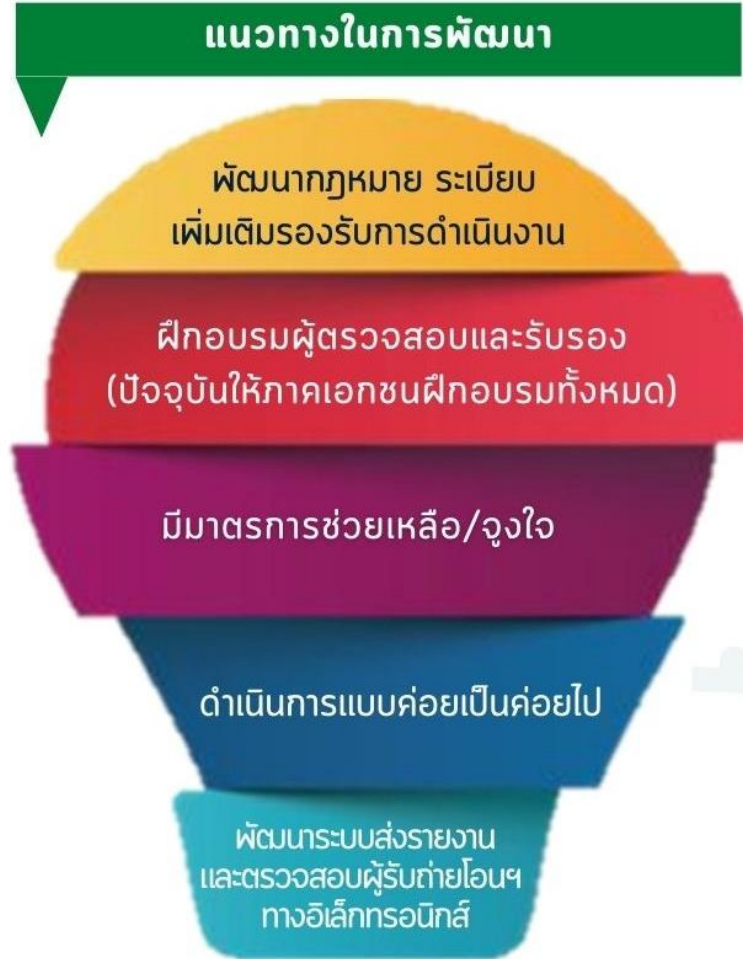 แนวทางในการพัฒนา
พัฒนากฎหมาย ระเบียบ
เพิ่มเติมรองรับการดำเนินงาน
ฝึกอบรมผู้ตรวจสอบและรับรอง
(ปัจจุบันให้ภาคเอกชนฝึกอบรมทั้งหมด)
มีมาตรการช่วยเหลือ/จูงใจ
ดำเนินการแบบค่อยเป็นค่อยไป
พัฒนาระบบส่งรายงาน
และตรวจสอบผู้รับถ่ายโอนฯ
ทางอิเล็กทรอนิกส์